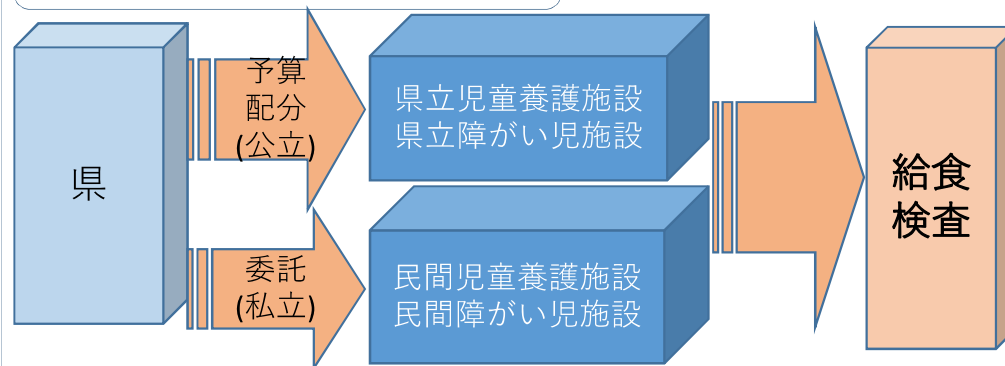 県
予算
配分
(公立)
県立児童養護施設
県立障がい児施設
委託
(私立)
民間児童養護施設
民間障がい児施設
給食
検査